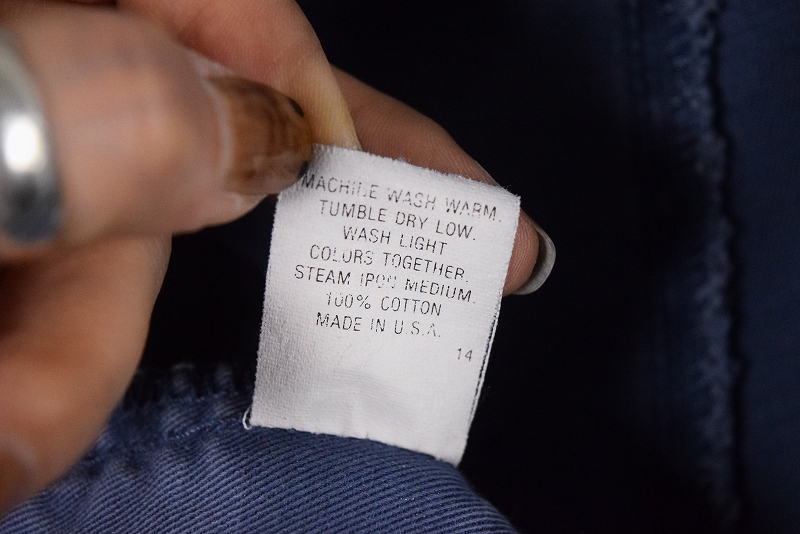 MACHINE WASH WARM.
TUMBLE DRY LOW.
WASH LIGHT
COLORS TOGETHER.
STEAM IRON MEDIUM.
100% COTTON
MADE IN U.S.A.
14